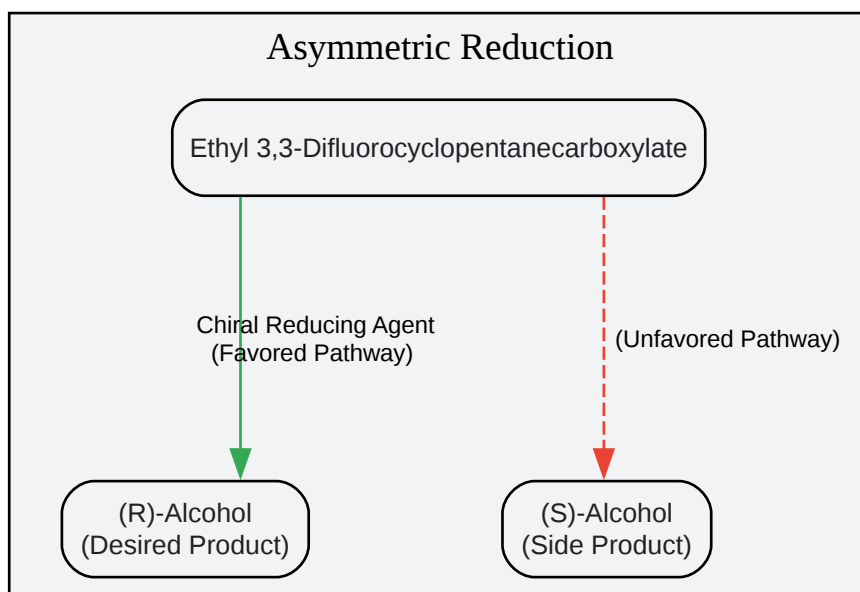 Asymmetric Reduction
Ethyl 3,3-Difluorocyclopentanecarboxylate
Chiral Reducing Agent
(Favored Pathway)
(Unfavored Pathway)
(R)-Alcohol
(Desired Product)
(S)-Alcohol
(Side Product)